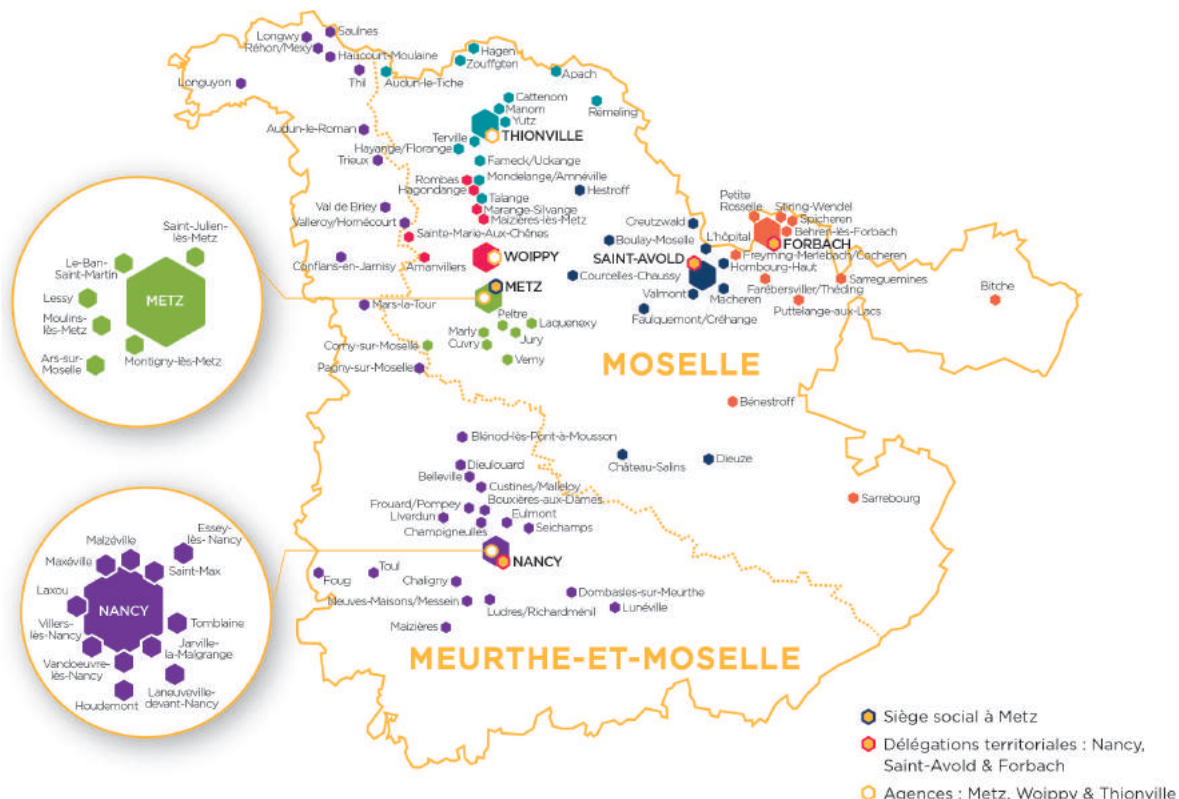 Saulnes
Longwy
Réhon/Mexy
Haucourt-Moulaine
Longuyon
Thil
Audun-le-Tiche
Hagen
Zouffgten
Apach
Cattenom
Manom
Yutz
Rémeling
THIONVILLE
Terville
Hayange/Florange
Audun-le-Roman
Trieux
Fameck/Uckange
Rombas
Mondelange/Amnéville
Hagondange
Talange
Hestroff
Marange-Silvange
Maizières-lès-Metz
Val de Briey
Valleroy/Homécourt
Sainte-Marie-Aux-Chênes
Conflans-en-Jarnisy
Amanvillers
WOIPPY
METZ
Mars-la-Tour
Peltre
Laquenexy
Marly
Jury
Cuvry
Verny
Corny-sur-Moselle
Pagny-sur-Moselle
Petite
Rosselle
Stiring-Wendel
Spicheren
Behren-lès-Forbach
FORBACH
Creutzwald
L'hôpital
Boulay-Moselle
SAINT-AVOLD
Freyming-Merlebach/Cocheren
Hombourg-Haut
Courcelles-Chaussy
Valmont
Macheren
Farébersviller/Théding
Sarreguemines
Puttelange-aux-Lacs
Faulquemont/Créhange
Bitche
MOSELLE
Bénestroff
Château-Salins
Dieuze
Sarrebourg
Saint-Julien-
lès-Metz
Le-Ban-
Saint-Martin
METZ
Lessy
Moulins-
lès-Metz
Ars-sur-
Moselle
Montigny-lès-Metz
Blénod-lès-Pont-à-Mousson
Dieulouard
Belleville
Custines/Malleloy
Bouxières-aux-Dames
Frouard/Pompey
Liverdun
Eulmont
Champigneulles
Seichamps
NANCY
Foug
Toul
Chaligny
Neuves-Maisons/Messein
Ludres/Richardménil
Dombasles-sur-Meurthe
Lunéville
Maizières
MEURTHE-ET-MOSELLE
Essey-
lès- Nancy
Malzéville
Maxéville
Saint-Max
Laxou
NANCY
Villers-
lès-Nancy
Tomblaine
Jarville-
la-Malgrange
Vandoeuvre-
lès-Nancy
Houdemont
Laneuveville-
devant-Nancy
Siège social à Metz
Délégations territoriales : Nancy,
Saint-Avold & Forbach
Agences : Metz, Woippy & Thionville